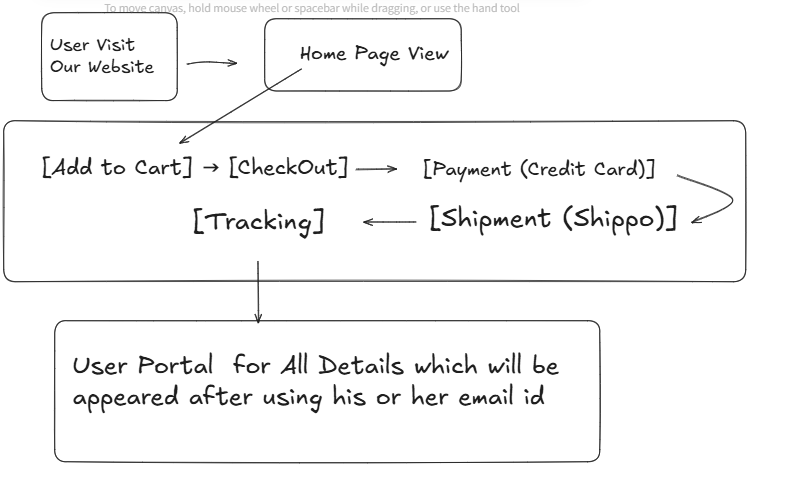 To move canvas, hold mouse wheel or spacebar while dragging, or use the hand tool
User Visit
Our Website
Home Page View
[Add to Cart] → [CheckOut]
[Payment (Credit Card)]
[Tracking]
[Shipment (Shippo)]
User Portal for All Details which will be
appeared after using his or her email id